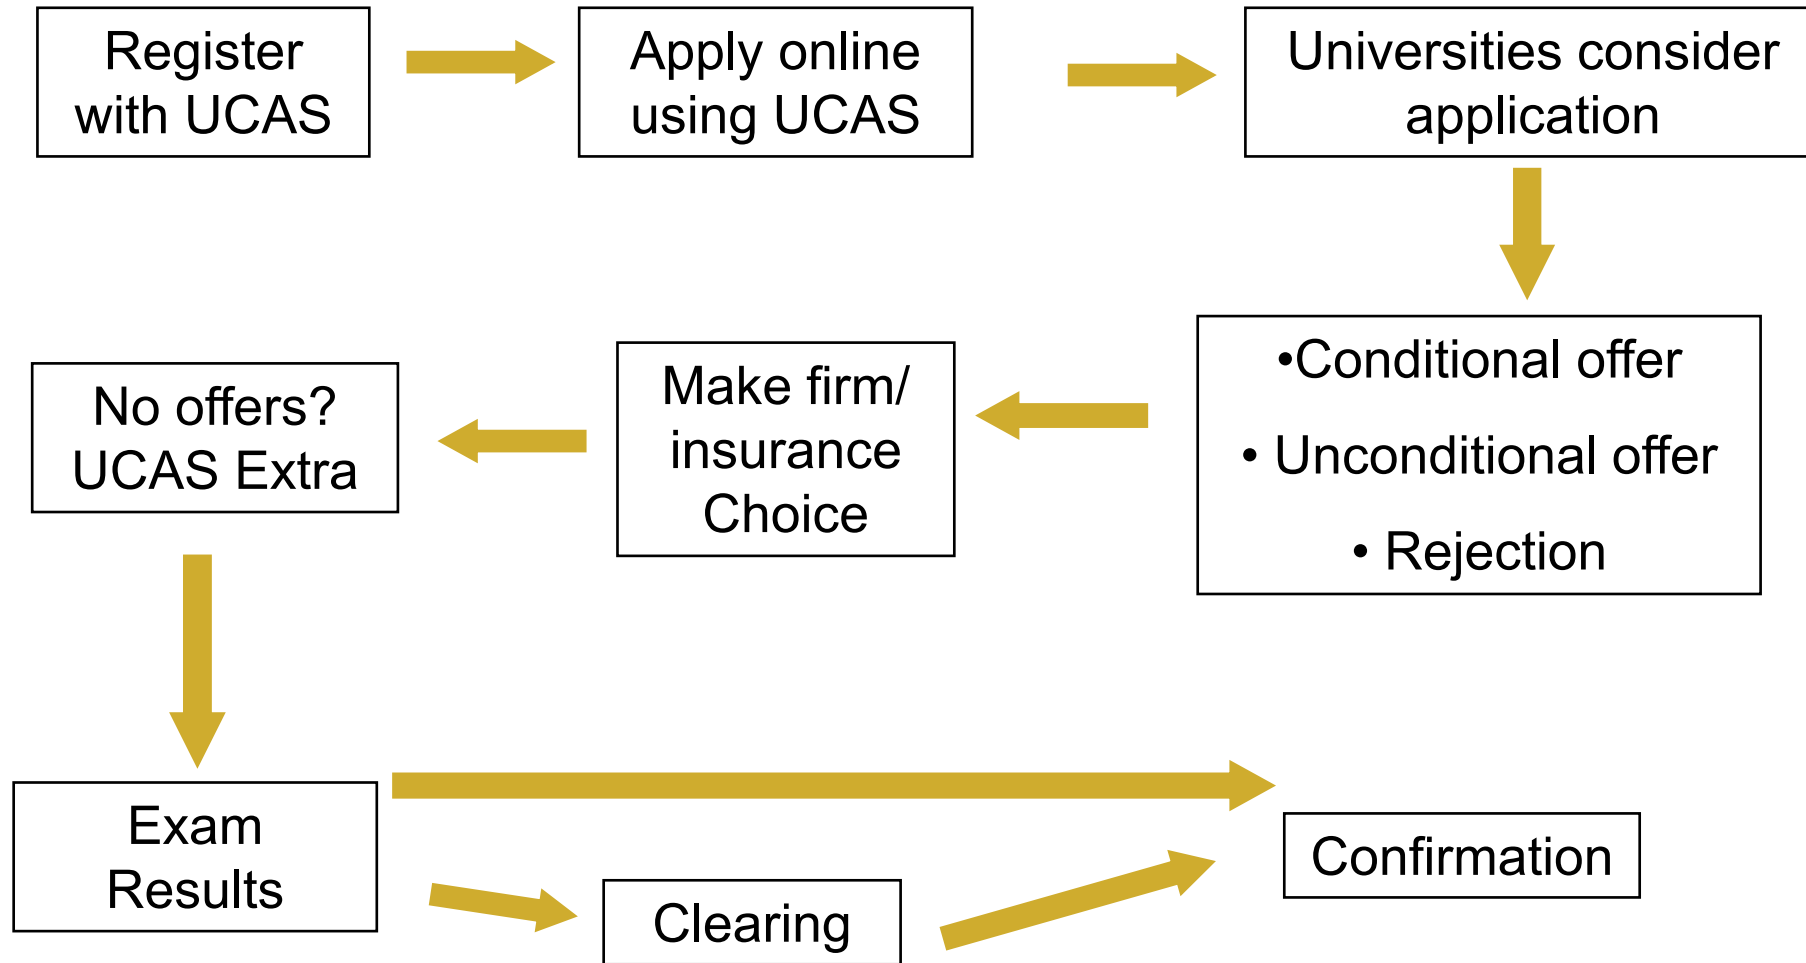 Register
with UCAS
Apply online
using UCAS
Universities consider
application
•Conditional offer
• Unconditional offer
• Rejection
Make firm/
insurance
Choice
No offers?
UCAS Extra
Exam
Results
Clearing
Confirmation